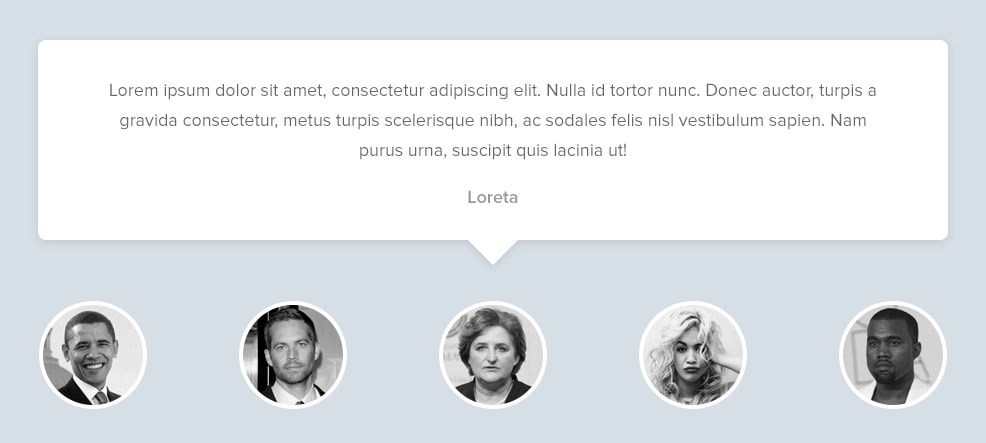 Lorem ipsum dolor sit amet, consectetur adipiscing elit. Nulla id tortor nunc. Donec auctor, turpis a
gravida consectetur, metus turpis scelerisque nibh, ac sodales felis nisl vestibulum sapien. Nam
purus urna, suscipit quis lacinia ut!
Loreta